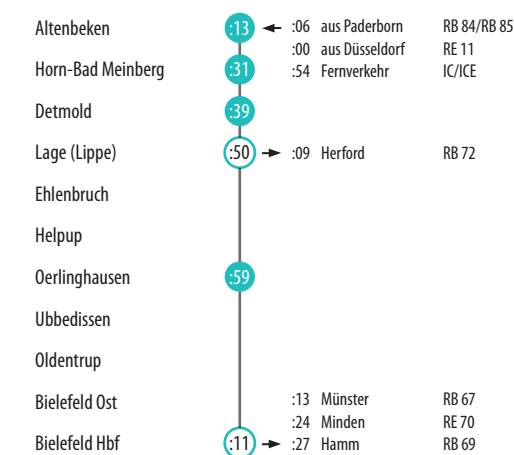 Altenbeken :13 :06 aus Paderborn RB 84/RB 85
:00 aus Düsseldorf RE 11
Horn-Bad Meinberg :31 :54 Fernverkehr IC/ICE
Detmold :39
Lage (Lippe) :50 :09 Herford RB 72
Ehlenbruch
Helpup
Oerlinghausen :59
Ubbedissen
Oldentrup
Bielefeld Ost :13 Münster RB 67
:24 Minden RE 70
Bielefeld Hbf :11 :27 Hamm RB 69